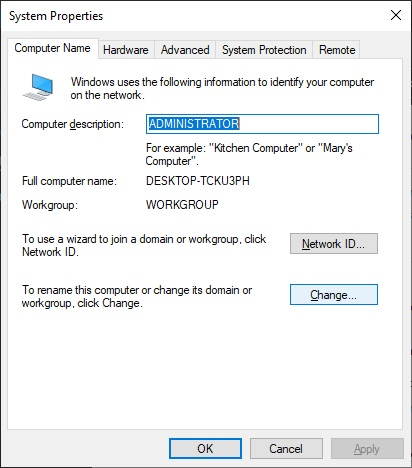 System Properties
Computer Name Hardware Advanced System Protection Remote
Windows uses the following information to identify your computer
on the network.
Computer description: ADMINISTRATOR
For example: "Kitchen Computer" or "Mary's
Computer".
Full computer name: DESKTOP-TCKU3PH
Workgroup: WORKGROUP
To use a wizard to join a domain or workgroup, click
Network ID.
Network ID...
To rename this computer or change its domain or
workgroup, click Change.
Change...
OK Cancel Apply